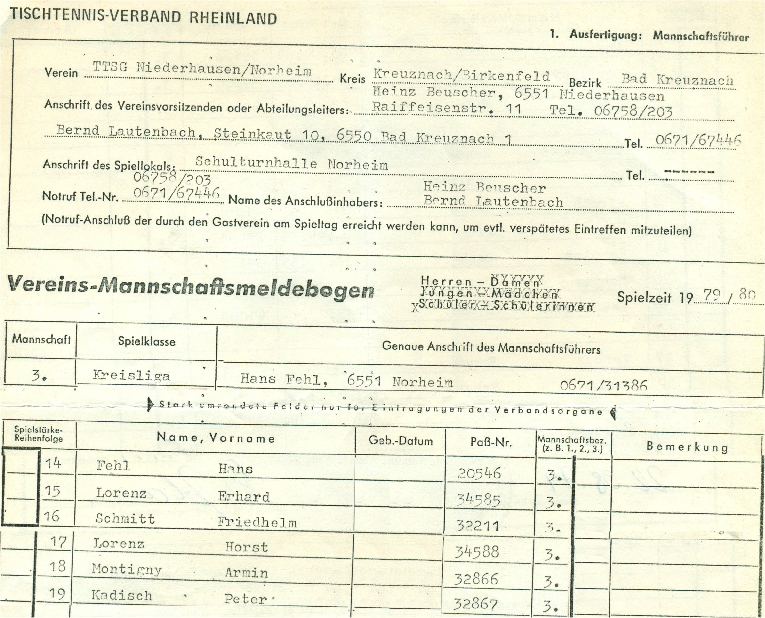 TISCHTENNIS-VERBAND RHEINLAND
1. Ausfertigung: Mannschaftsführer
Verein TTSG Niederhausen/Norheim Kreis Kreuznach/Birkenfeld Bezirk Bad Kreuznach
Heinz Beuscher, 6551 Niederhausen
Anschrift des Vereinsvorsitzenden oder Abteilungsleiters: Raiffeisenstr. 11 Tel. 06758/203
Bernd Lautenbach, Steinkaut 10, 6550 Bad Kreuznach 1 Tel. 0671/67446
Anschrift des Spiellokals: Schulturnhalle Norheim Tel. ------
06758/203 Heinz Beuscher
Notruf Tel.-Nr. 0671/67446 Name des Anschlußinhabers: Bernd Lautenbach
(Notruf-Anschluß der durch den Gastverein am Spieltag erreicht werden kann, um evtl. verspätetes Eintreffen mitzuteilen)
Vereins-Mannschaftsmeldebogen
Herren - Damen
Jungen - Mädchen
Schüler - Schülerinnen
Spielzeit 19 79 / 80
Mannschaft Spielklasse Genaue Anschrift des Mannschaftsführers
3. Kreisliga Hans Fehl, 6551 Norheim 0671/31386
Stark umrandete Felder nur für Eintragungen der Verbandsorgane
Spielstärke-Reihenfolge Name, Vorname Geb.-Datum Paß-Nr. Mannschaftsbez. (z. B. 1., 2., 3.) Bemerkung
14 Fehl Hans 20546 3.
15 Lorenz Erhard 34585 3.
16 Schmitt Friedhelm 32211 3.
17 Lorenz Horst 34588 3.
18 Montigny Armin 32866 3.
19 Kadisch Peter 32867 3.